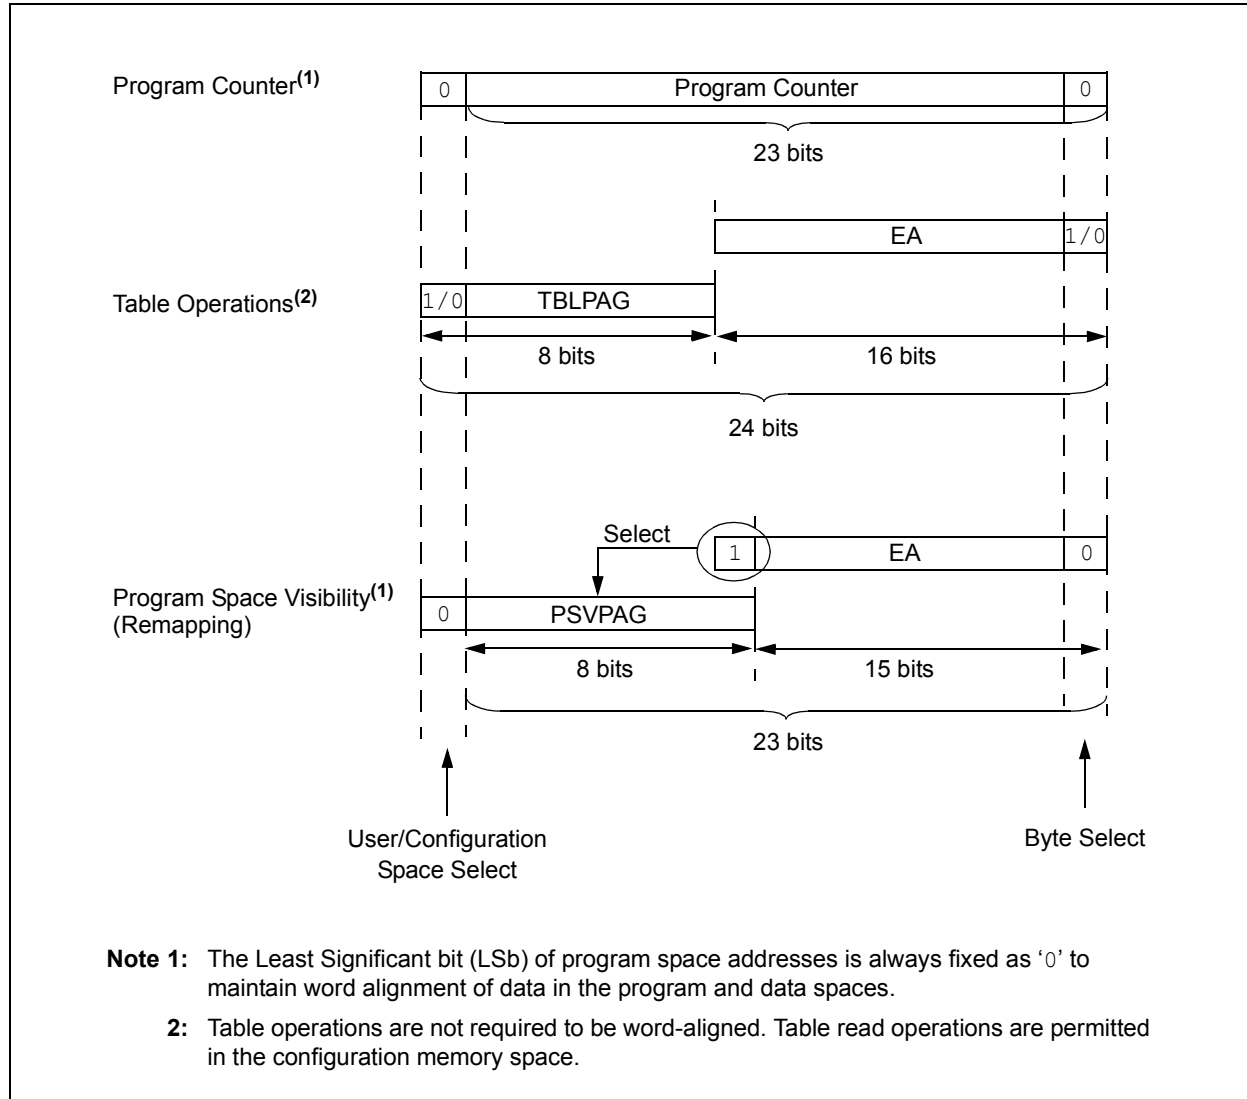 Program Counter(1)
0 Program Counter 0
23 bits
EA 1/0
Table Operations(2)
1/0 TBLPAG
8 bits 16 bits
24 bits
Select
1 EA 0
Program Space Visibility(1)
(Remapping)
0 PSVPAG
8 bits 15 bits
23 bits
User/Configuration
Space Select
Byte Select
Note 1: The Least Significant bit (LSb) of program space addresses is always fixed as ‘0’ to
maintain word alignment of data in the program and data spaces.
2: Table operations are not required to be word-aligned. Table read operations are permitted
in the configuration memory space.